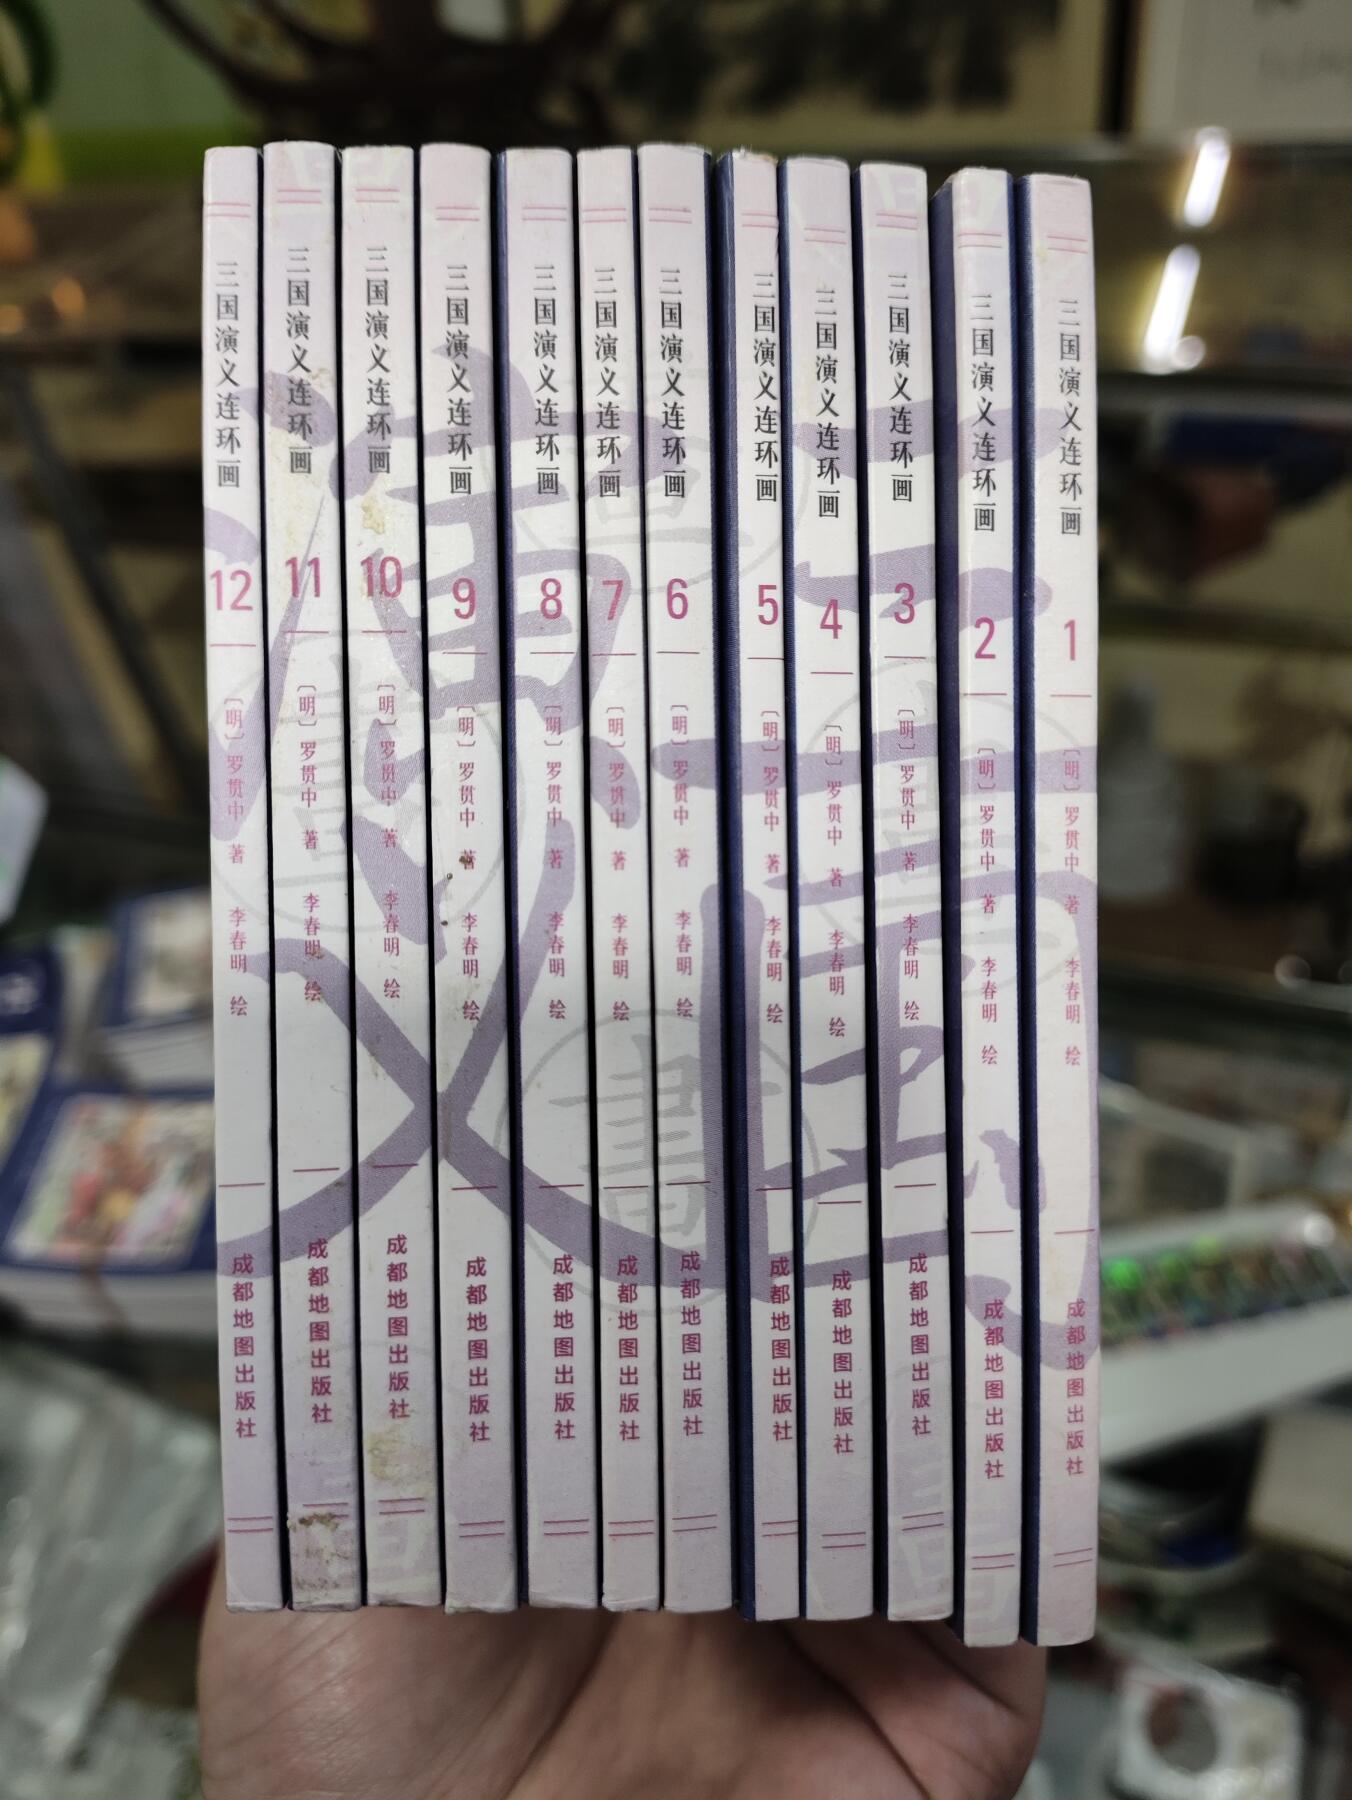 三国演义连环画 12 〔明〕罗贯中 著 李春明 绘 成都地图出版社
三国演义连环画 11 〔明〕罗贯中 著 李春明 绘 成都地图出版社
三国演义连环画 10 〔明〕罗贯中 著 李春明 绘 成都地图出版社
三国演义连环画 9 〔明〕罗贯中 著 李春明 绘 成都地图出版社
三国演义连环画 8 〔明〕罗贯中 著 李春明 绘 成都地图出版社
三国演义连环画 7 〔明〕罗贯中 著 李春明 绘 成都地图出版社
三国演义连环画 6 〔明〕罗贯中 著 李春明 绘 成都地图出版社
三国演义连环画 5 〔明〕罗贯中 著 李春明 绘 成都地图出版社
三国演义连环画 4 〔明〕罗贯中 著 李春明 绘 成都地图出版社
三国演义连环画 3 〔明〕罗贯中 著 李春明 绘 成都地图出版社
三国演义连环画 2 〔明〕罗贯中 著 李春明 绘 成都地图出版社
三国演义连环画 1 〔明〕罗贯中 著 李春明 绘 成都地图出版社